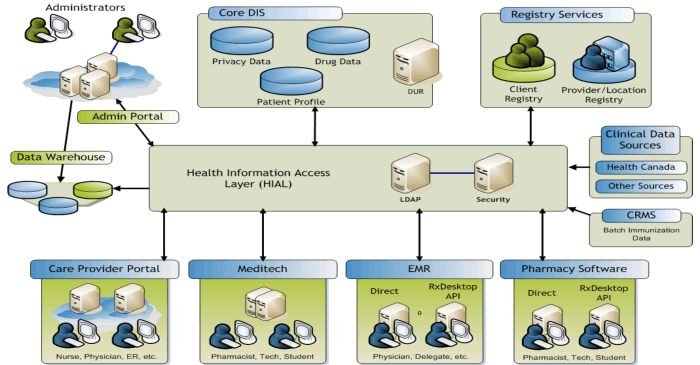 Administrators
Core DIS
Registry Services
Privacy Data
Drug Data
Patient Profile
DUR
Client
Registry
Provider/Location
Registry
Admin Portal
Data Warehouse
Health Information Access
Layer (HIAL)
LDAP
Security
Clinical Data
Sources
Health Canada
Other Sources
CRMS
Batch Immunization
Data
Care Provider Portal
Nurse, Physician, ER, etc.
Meditech
Pharmacist, Tech, Student
EMR
Direct
RxDesktop
API
Physician, Delegate, etc.
Pharmacy Software
Direct
RxDesktop
API
Pharmacist, Tech, Student